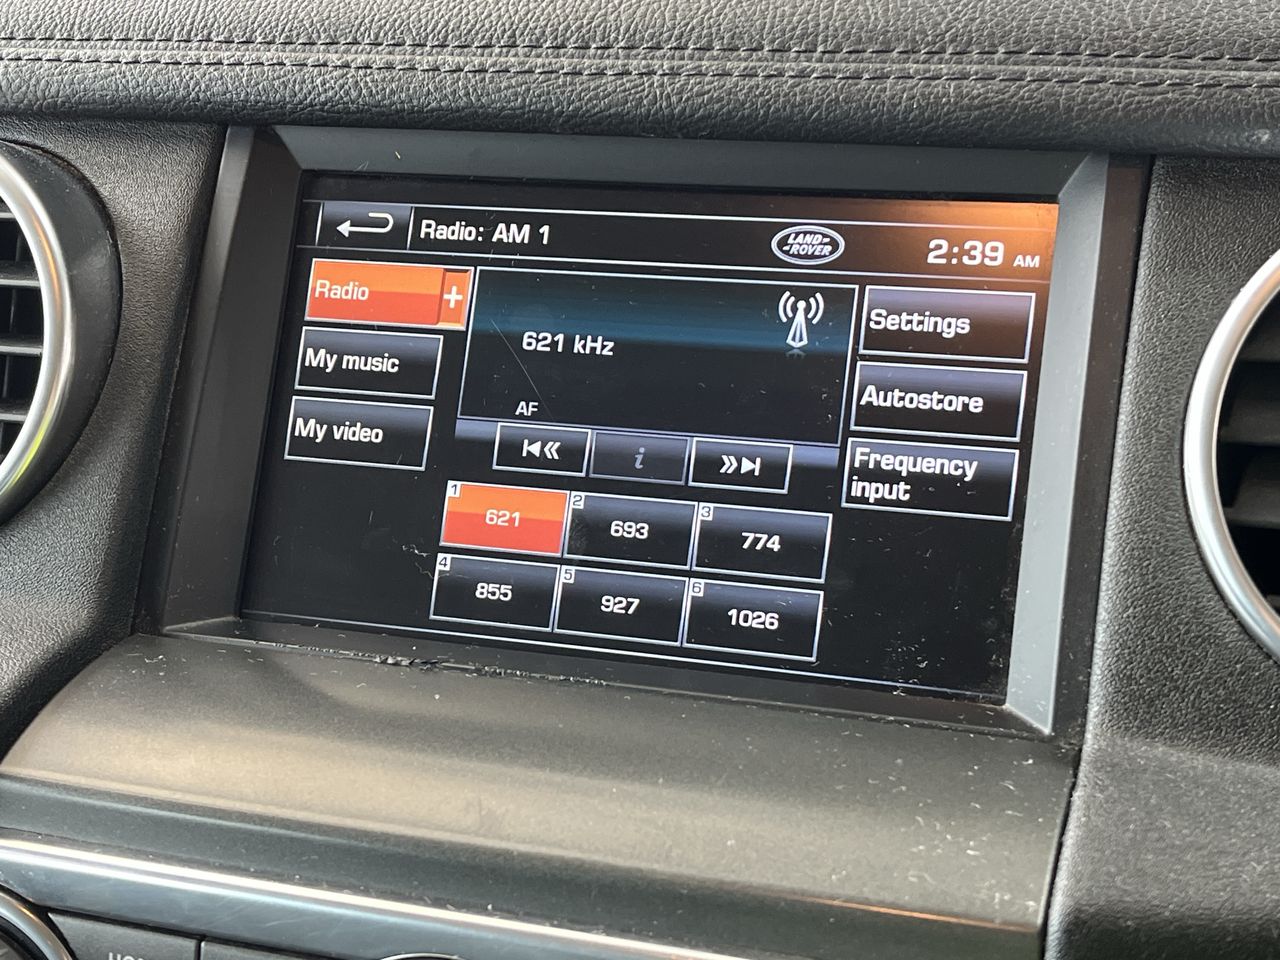 Radio: AM 1
LAND-
-ROVER
2:39 AM
Radio +
My music
My video
621 kHz
AF
i
Settings
Autostore
Frequency
input
1 621
2 693
3 774
4 855
5 927
6 1026